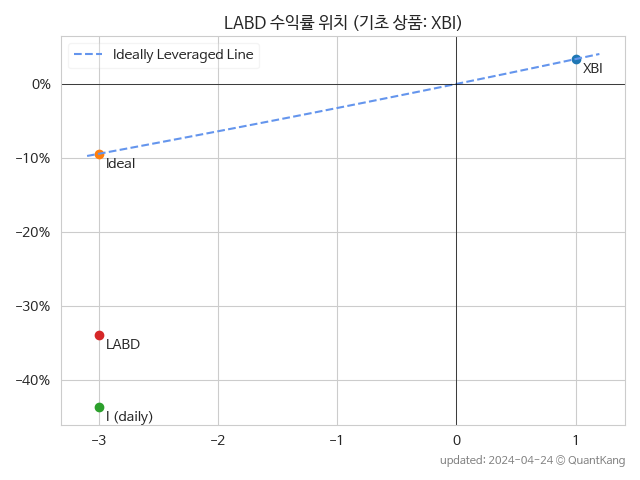 LABD 수익률 위치 (기초 상품: XBI)
Ideally Leveraged Line
XBI
0%
-10%
Ideal
-20%
-30%
LABD
-40%
I (daily)
-3
-2
-1
0
1
updated: 2024-04-24 © QuantKang